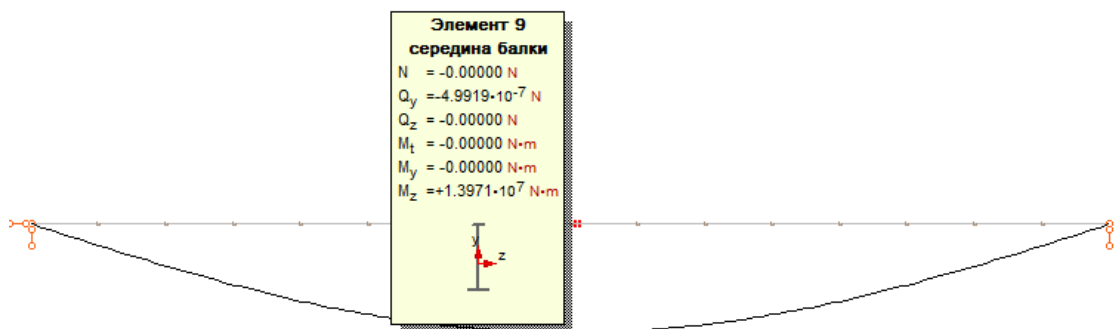 Элемент 9
середина балки
N = -0.00000 N
Qy =-4.9919•10-7 N
Qz = -0.00000 N
Mt = -0.00000 N•m
My = -0.00000 N•m
Mz =+1.3971•107 N•m
y
z